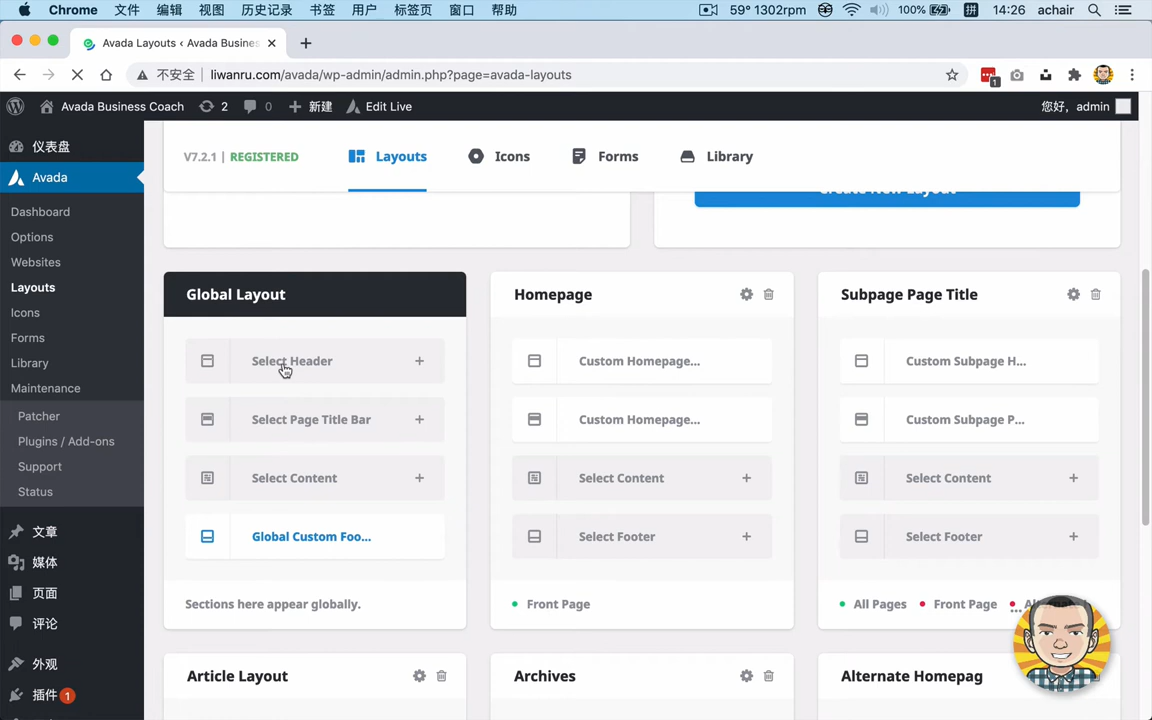 Chrome 文件 编辑 视图 历史记录 书签 用户 标签页 窗口 帮助 59° 1302rpm 100% 拼 14:26 achair
Avada Layouts ‹ Avada Busine
不安全 liwanru.com/avada/wp-admin/admin.php?page=avada-layouts 1
Avada Business Coach 2 0 新建 Edit Live 您好, admin
仪表盘
Avada
Dashboard
Options
Websites
Layouts
Icons
Forms
Library
Maintenance
Patcher
Plugins / Add-ons
Support
Status
文章
媒体
页面
评论
外观
插件 1
V7.2.1 | REGISTERED Layouts Icons Forms Library
Create New Layout
Global Layout
Select Header
Select Page Title Bar
Select Content
Global Custom Foo...
Sections here appear globally.
Homepage
Custom Homepage...
Custom Homepage...
Select Content
Select Footer
Front Page
Subpage Page Title
Custom Subpage H...
Custom Subpage P...
Select Content
Select Footer
All Pages Front Page
Article Layout
Archives
Alternate Homepag